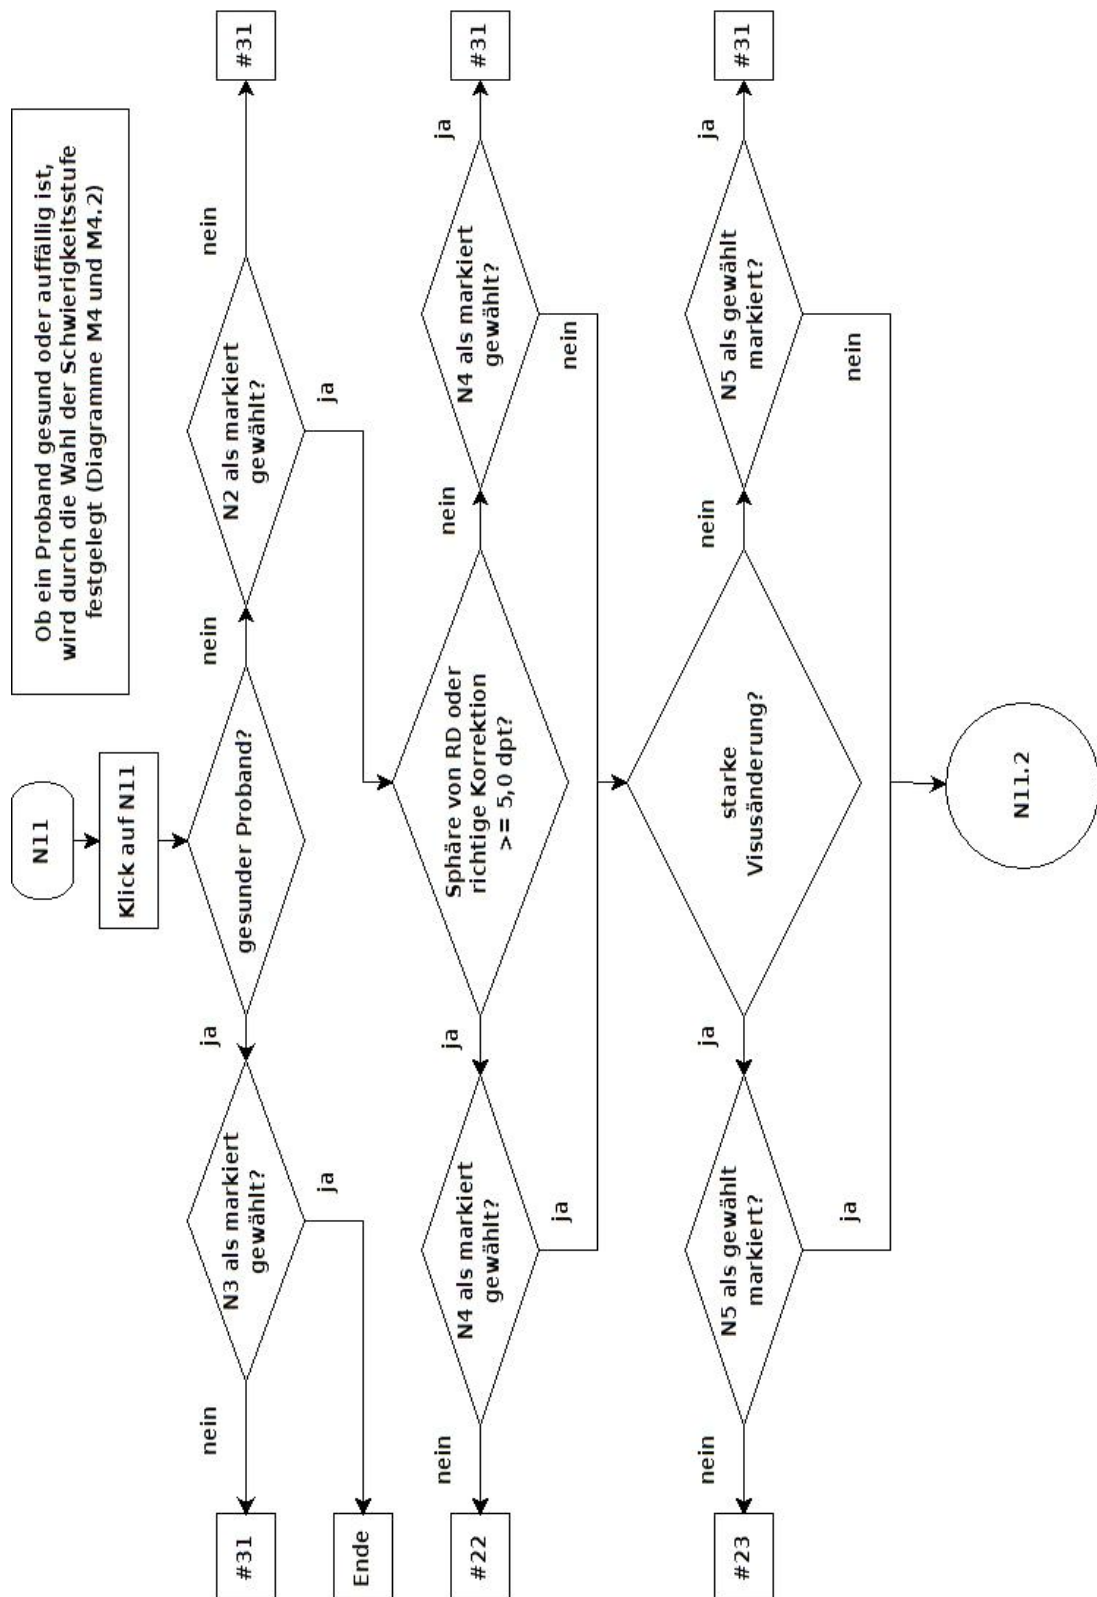 N11
Ob ein Proband gesund oder auffällig ist,
wird durch die Wahl der Schwierigkeitsstufe
festgelegt (Diagramme M4 und M4.2)
Klick auf N11
nein
ja
nein
nein
#31
N3 als markiert
gewählt?
gesunder Proband?
N2 als markiert
gewählt?
#31
ja
ja
Ende
nein
ja
nein
ja
#22
N4 als markiert
gewählt?
Sphäre von RD oder
richtige Korrektion
>= 5,0 dpt?
N4 als markiert
gewählt?
#31
ja
nein
nein
ja
nein
ja
#23
N5 als gewählt
markiert?
starke
Visusänderung?
N5 als gewählt
markiert?
#31
ja
nein
N11.2